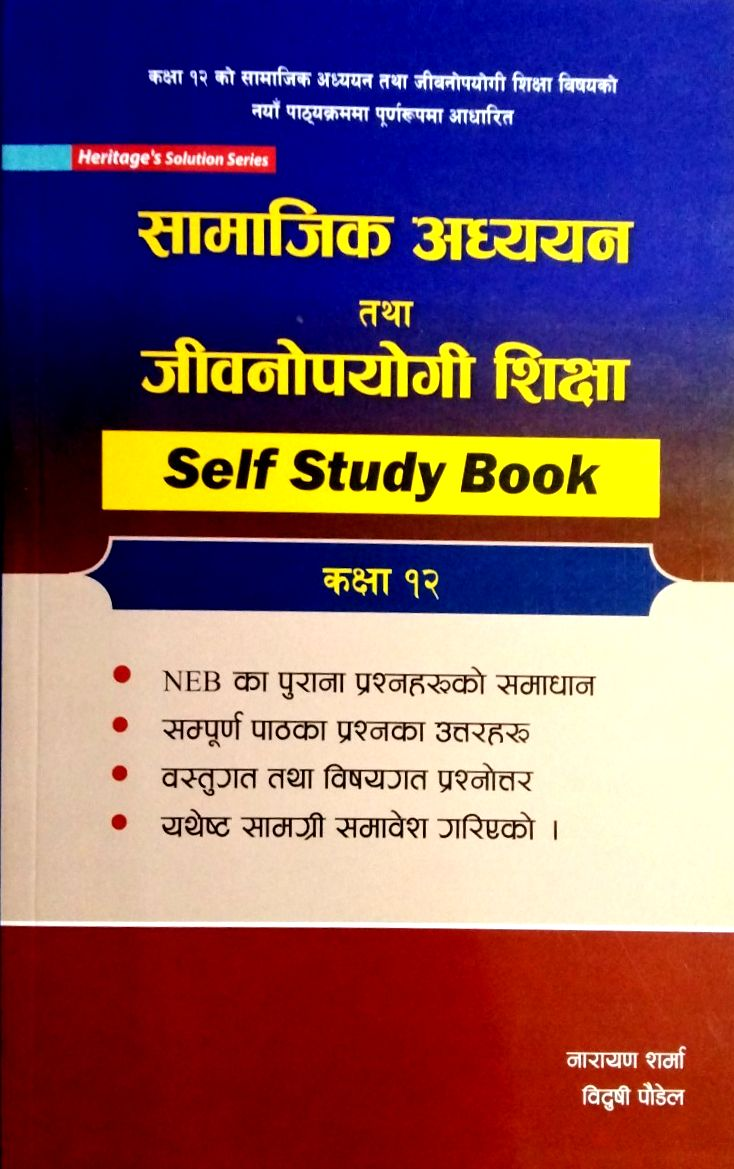 कक्षा १२ को सामाजिक अध्ययन तथा जीवनोपयोगी शिक्षा विषयको
नयाँ पाठ्यक्रममा पूर्णरूपमा आधारित
Heritage's Solution Series
सामाजिक अध्ययन
तथा
जीवनोपयोगी शिक्षा
Self Study Book
कक्षा १२
• NEB का पुराना प्रश्नहरुको समाधान
• सम्पूर्ण पाठका प्रश्नका उत्तरहरु
• वस्तुगत तथा विषयगत प्रश्नोत्तर
• यथेष्ट सामग्री समावेश गरिएको ।
नारायण शर्मा
विदुषी पौडेल